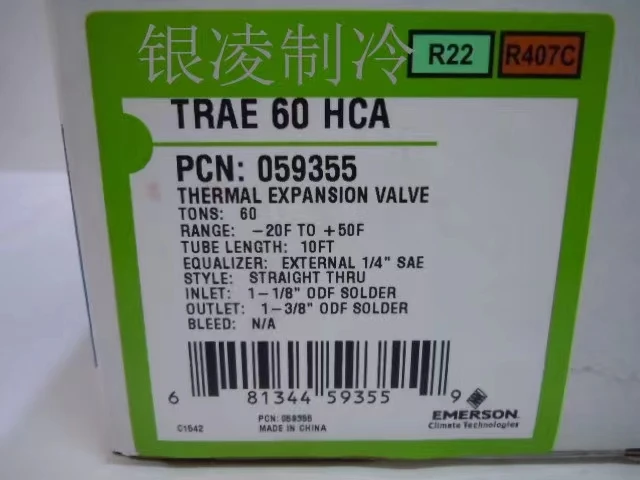 银凌制冷
R22 R407C
TRAE 60 HCA
PCN: 059355
THERMAL EXPANSION VALVE
TONS: 60
RANGE: -20F TO +50F
TUBE LENGTH: 10FT
EQUALIZER: EXTERNAL 1/4" SAE
STYLE: STRAIGHT THRU
INLET: 1-1/8" ODF SOLDER
OUTLET: 1-3/8" ODF SOLDER
BLEED: N/A
6 81344 59355 9
PCN: 059355
C1542 MADE IN CHINA
EMERSON
Climate Technologies